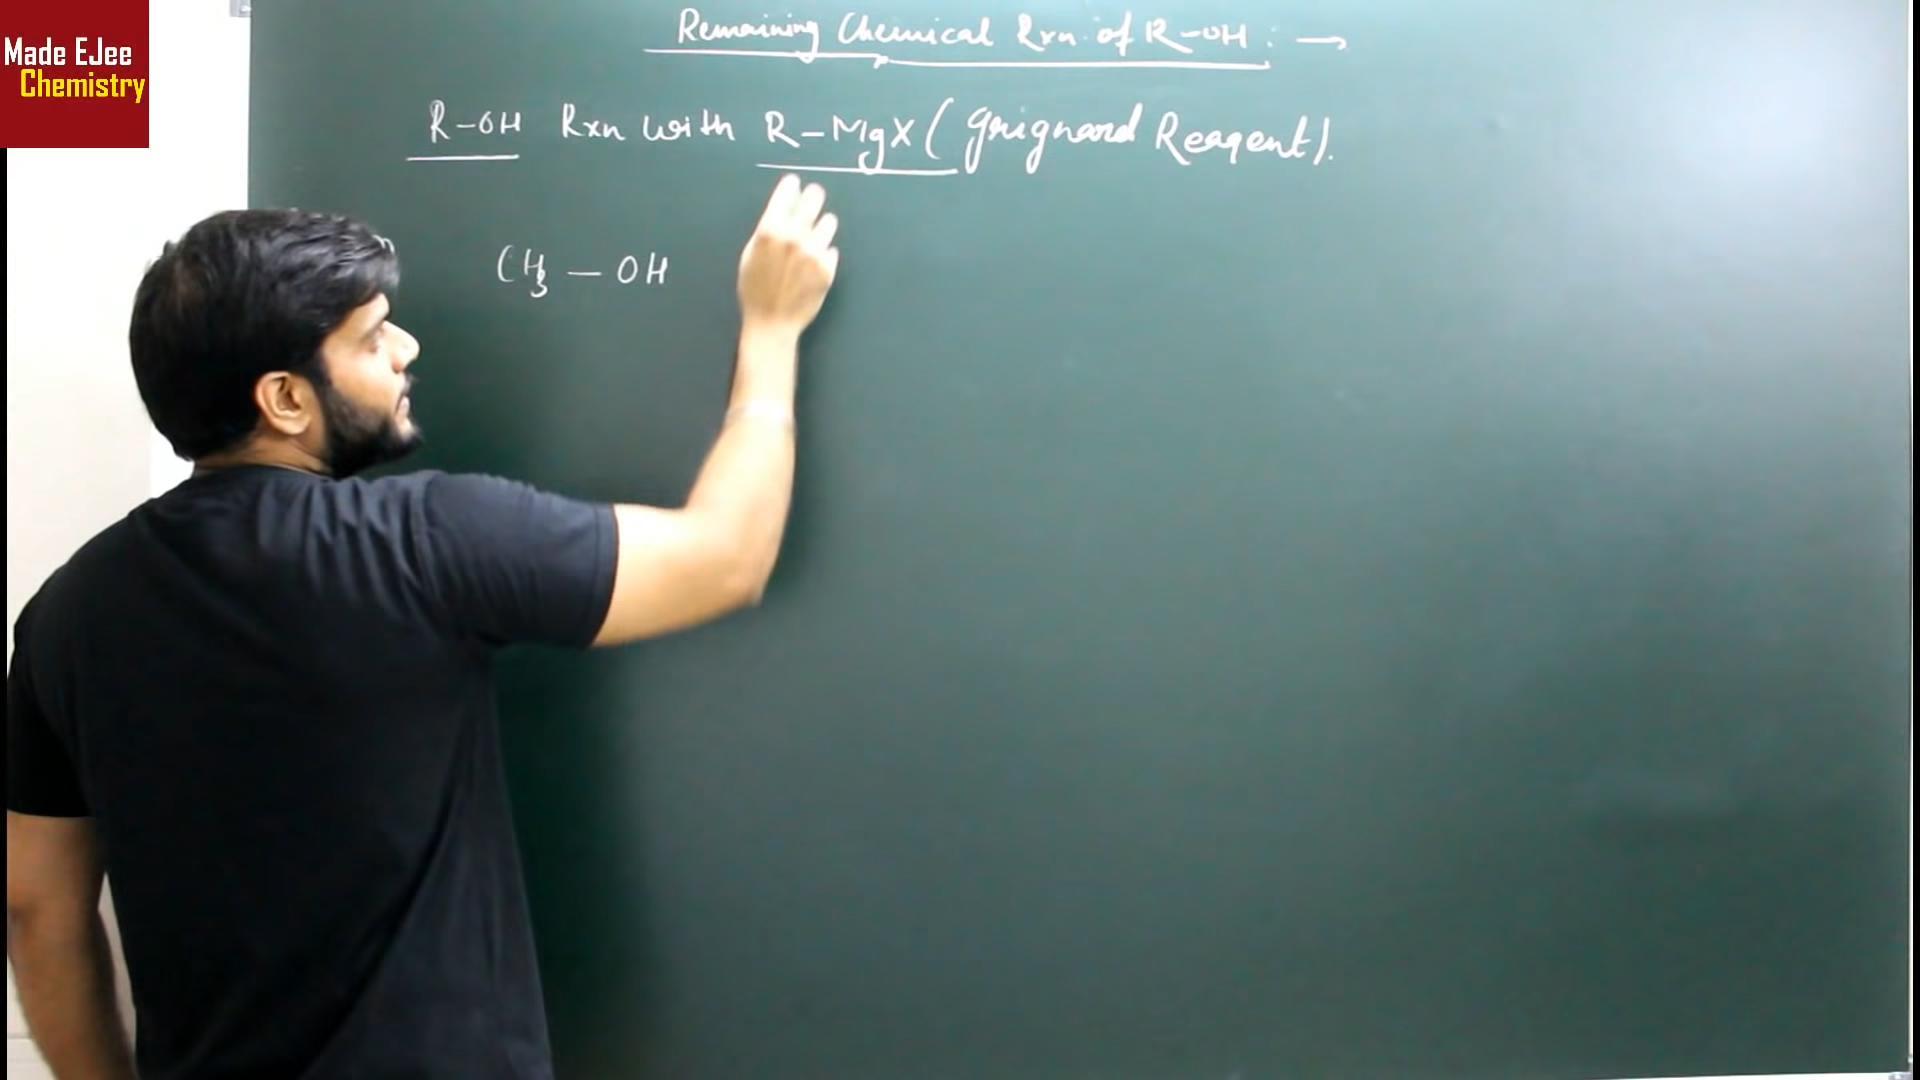 Made EJee
Chemistry
Remaining Chemical Rxn. of R-OH : →
R-OH Rxn with R-MgX (Grignard Reagent).
CH3 - OH